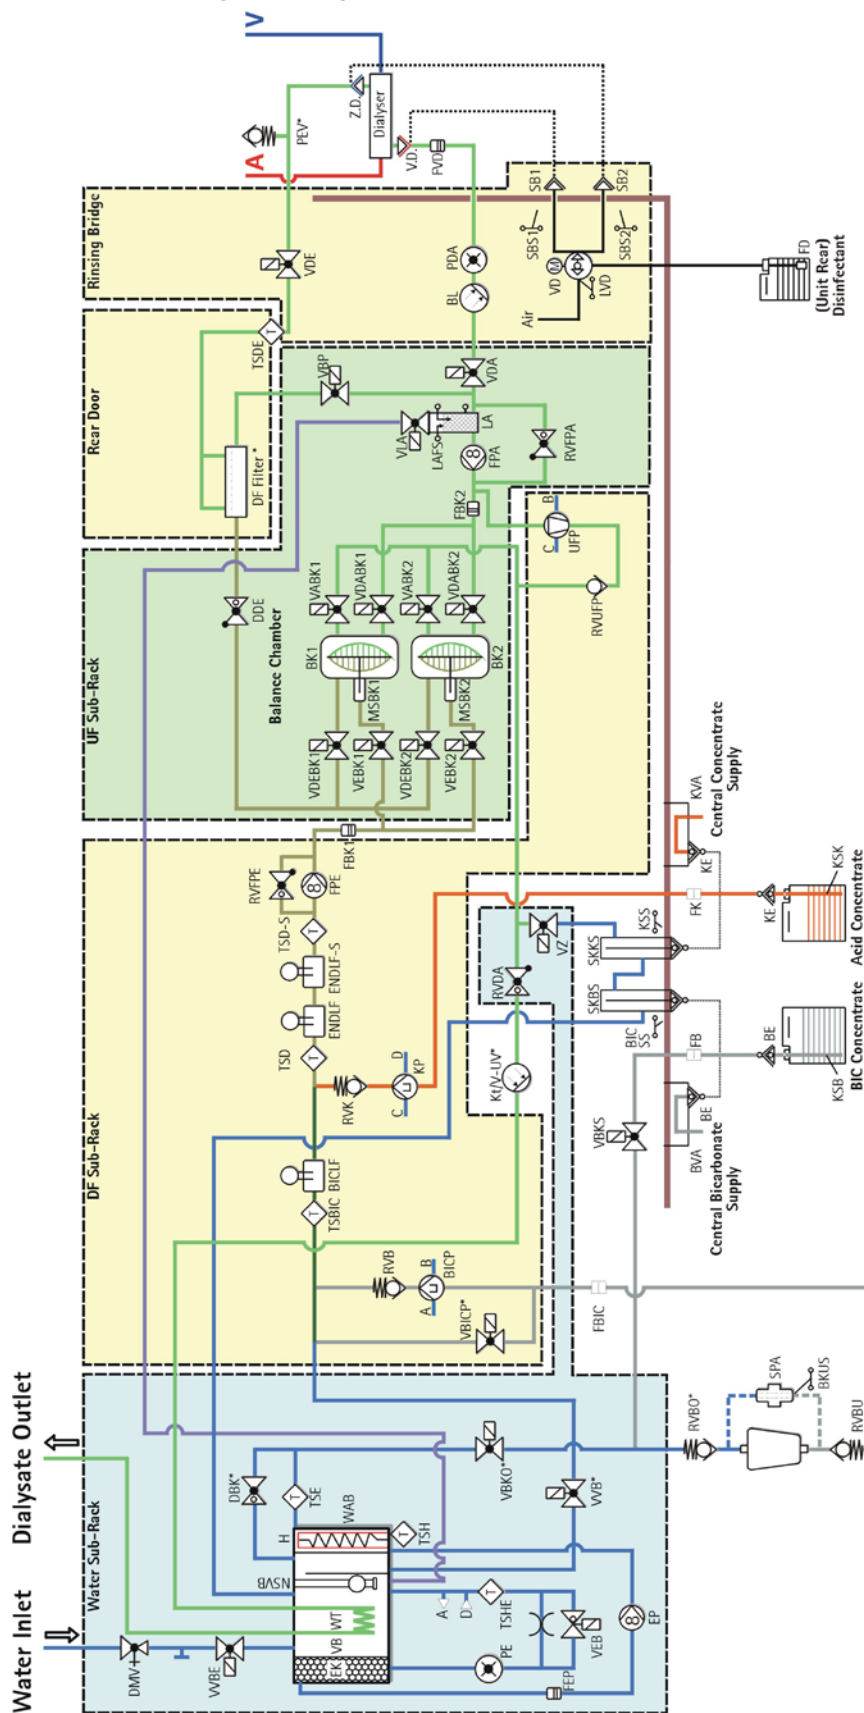 V
Z.D.
Dialyser
PEV*
A
V.D.
FVD
Rinsing Bridge
SB1
SB2
SBS1
SBS2
VDE
PDA
BL
VD
M
LVD
Air
FD
(Unit Rear)
Disinfectant
Rear Door
TSDE
T
VBP
VDA
DF Filter*
VLA
LAFS
LA
FPA
RVFPA
FBK2
B
C
UFP
UF Sub-Rack
DDE
Balance Chamber
VABK1
VDABK1
VABK2
VDABK2
RVUFP
BK1
BK2
MSBK1
MSBK2
VDEBK1
VEBK1
VDEBK2
VEBK2
DF Sub-Rack
FBK1
RVFPE
FPE
TSD-S
T
ENDLF-S
ENDLF
TSD
T
RVK
C
D
KP
KVA
Central Concentrate
Supply
KE
KSK
FK
KE
Acid Concentrate
KSS
SKKS
VZ
RVDA
SKBS
BIC
SS
FB
BE
KSB
BIC Concentrate
Kt/V-UV*
VBKS
BE
BVA
Central Bicarbonate
Supply
BICLF
TSBIC
T
RVB
B
BICP
A
VBICP*
FBIC
Dialysate Outlet
Water Inlet
Water Sub-Rack
DBK*
TSE
T
WAB
H
TSH
T
NSVB
WT
VB
EK
DMV
VVBE
VBKO*
VVB*
A
D
TSHE
T
PE
VEB
EP
FEP
RVBO*
SPA
BKUS
RVBU